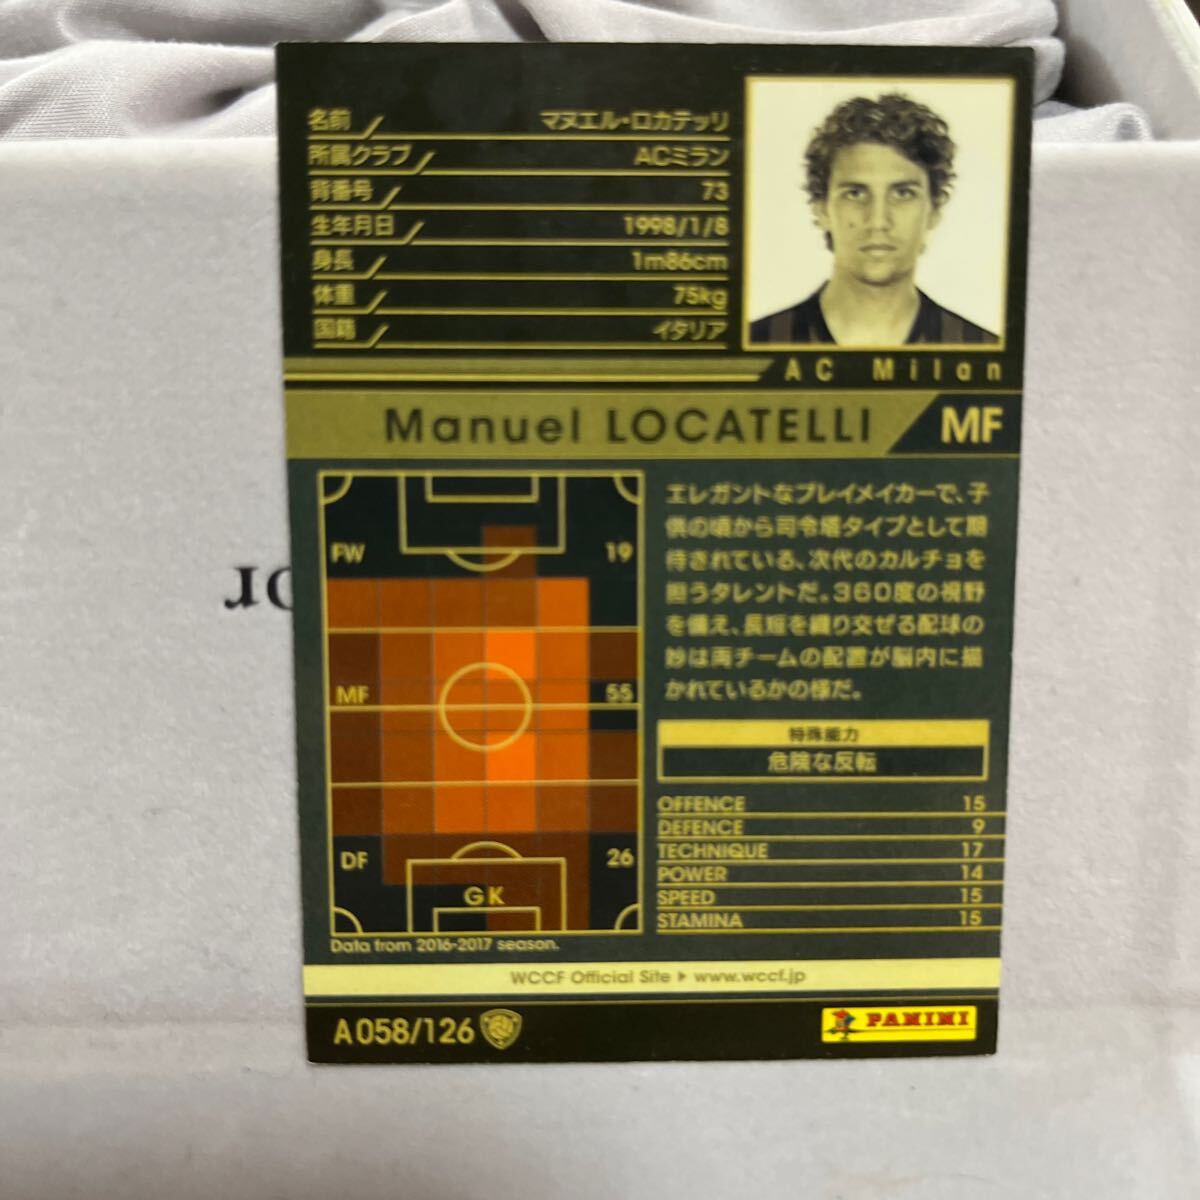 名前 マヌエル・ロカテッリ
所属クラブ ACミラン
背番号 73
生年月日 1998/1/8
身長 1m86cm
体重 75kg
国籍 イタリア
AC Milan
Manuel LOCATELLI MF
FW 19
MF 55
DF 26
GK
Data from 2016-2017 season.
エレガントなプレイメイカーで、子
供の頃から司令塔タイプとして期
待されている、次代のカルチョを
担うタレントだ。360度の視野
を備え、長短を織り交ぜる配球の
妙は両チームの配置が脳内に描
かれているかの様だ。
特殊能力
危険な反転
OFFENCE 15
DEFENCE 9
TECHNIQUE 17
POWER 14
SPEED 15
STAMINA 15
WCCF Official Site ▶ www.wccf.jp
A058/126
PANINI